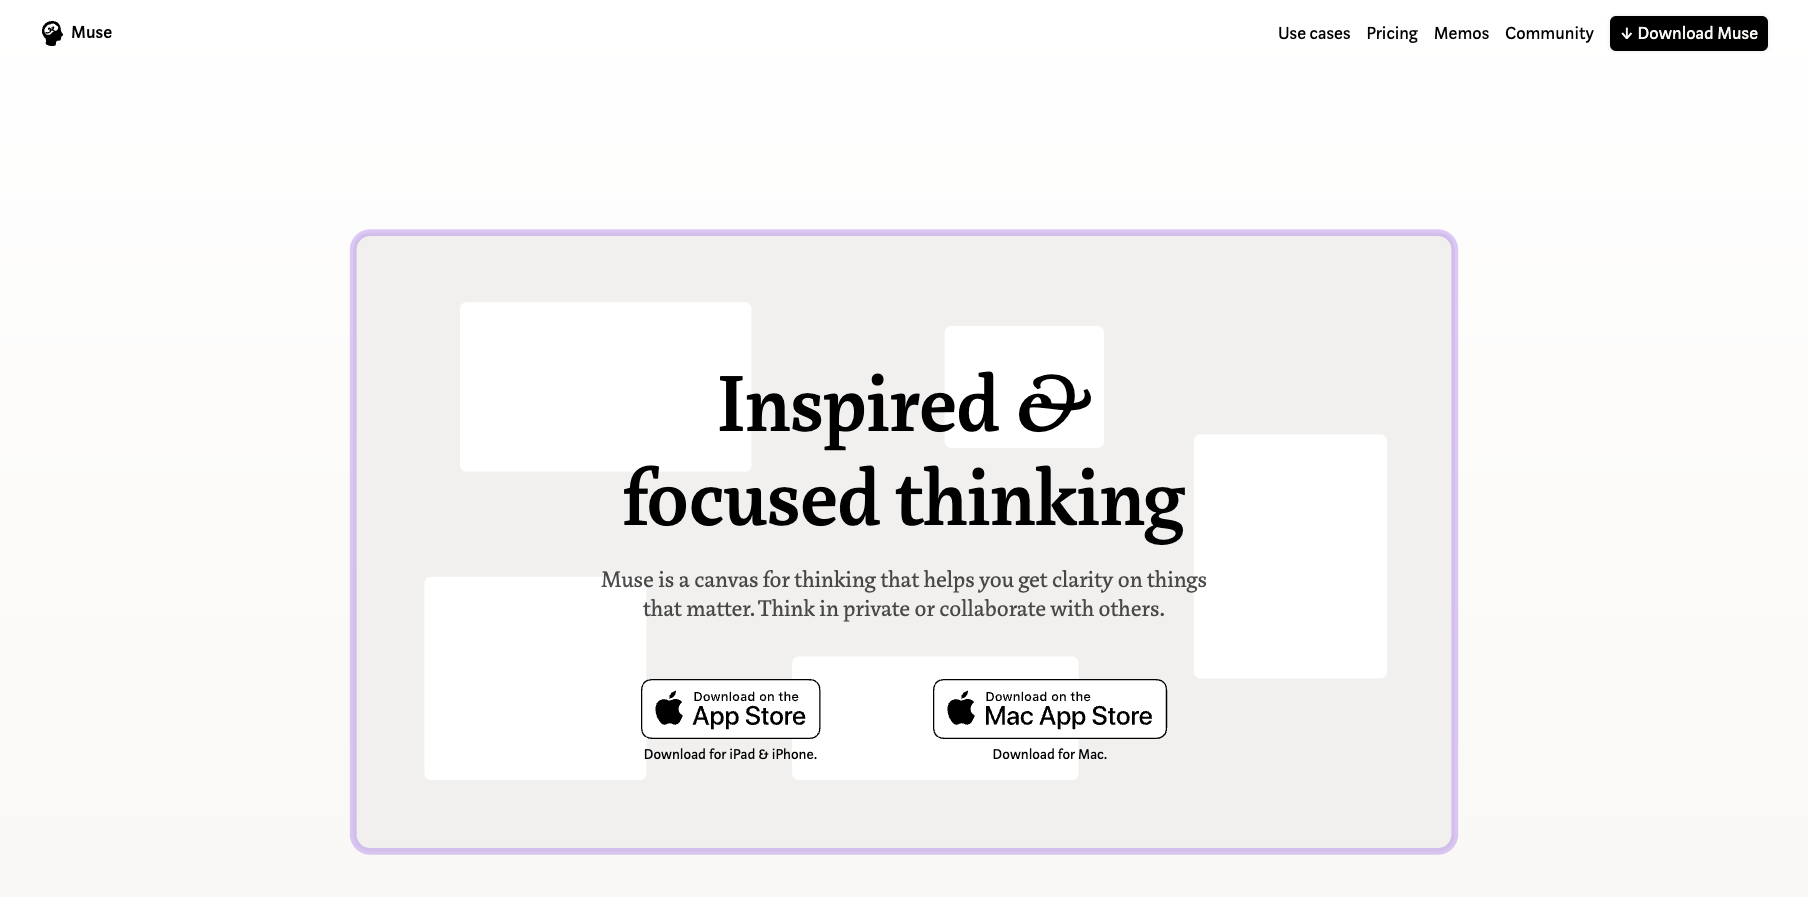 Muse
Use cases Pricing Memos Community ↓ Download Muse
Inspired &
focused thinking
Muse is a canvas for thinking that helps you get clarity on things
that matter. Think in private or collaborate with others.
Download on the
App Store
Download for iPad & iPhone.
Download on the
Mac App Store
Download for Mac.